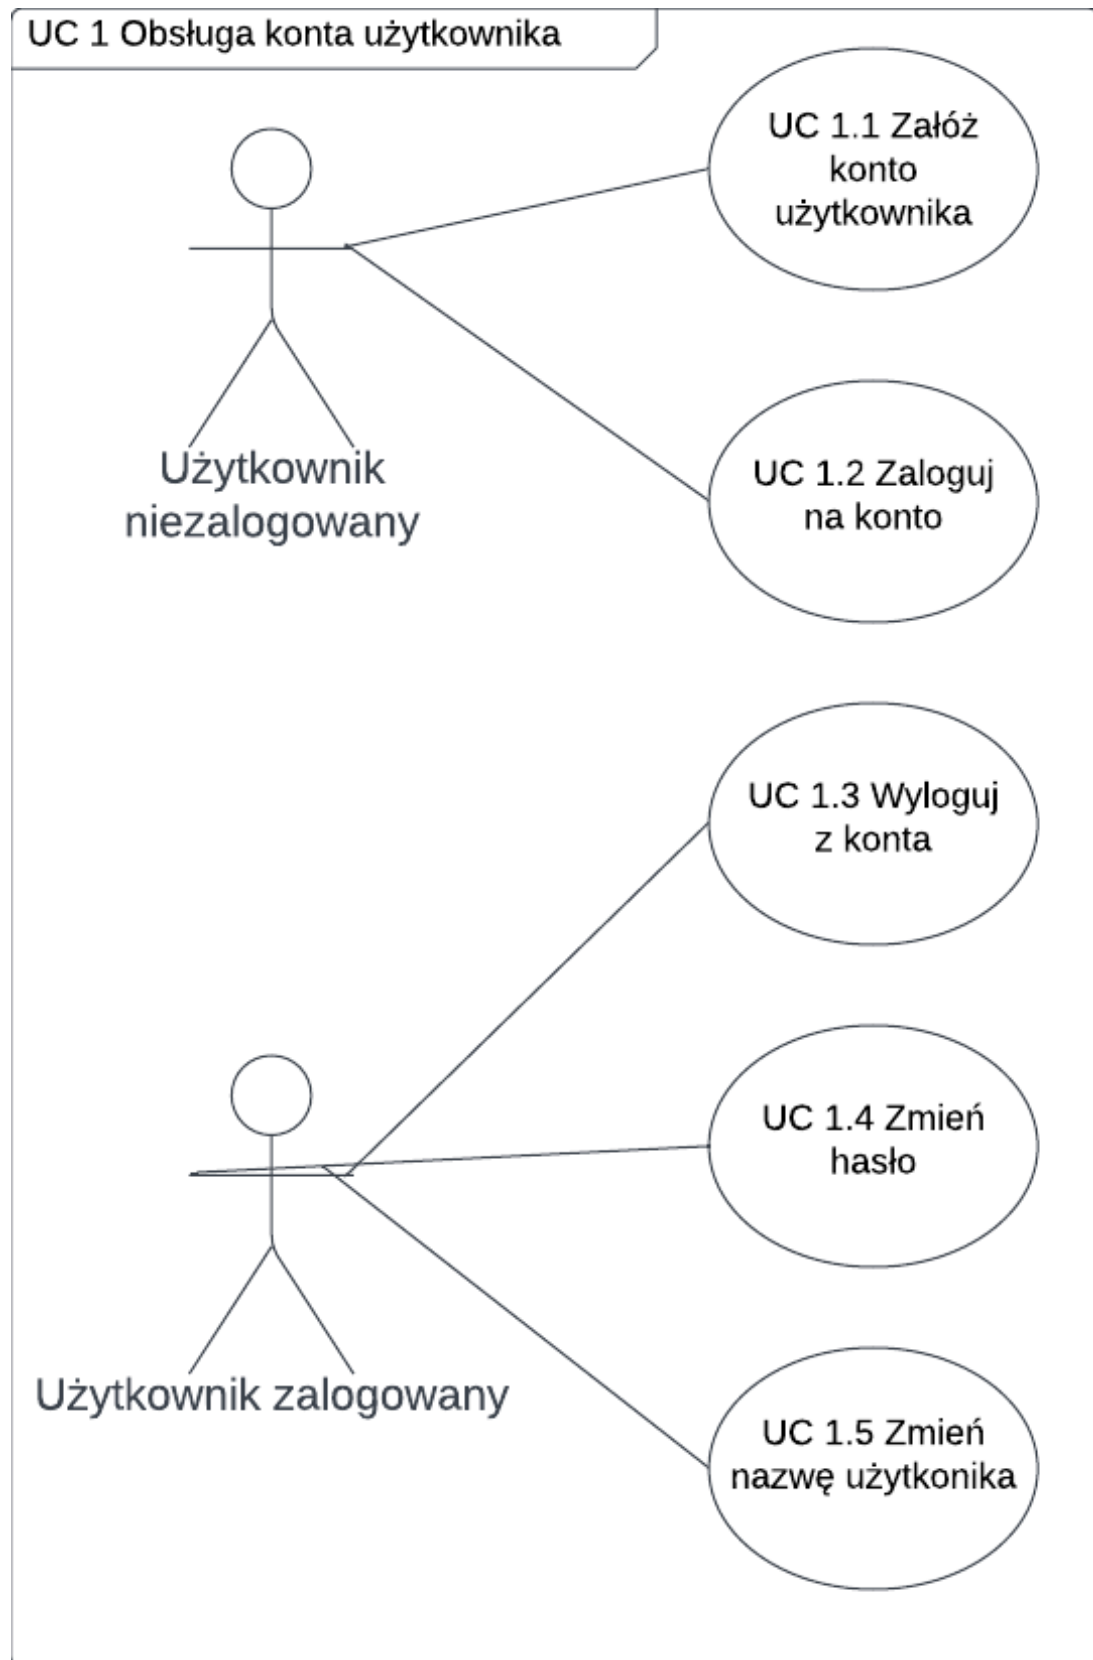 UC 1 Obsługa konta użytkownika
UC 1.1 Załóż
konto
użytkownika
Użytkownik
niezalogowany
UC 1.2 Zaloguj
na konto
UC 1.3 Wyloguj
z konta
UC 1.4 Zmień
hasło
Użytkownik zalogowany
UC 1.5 Zmień
nazwę użytkonika